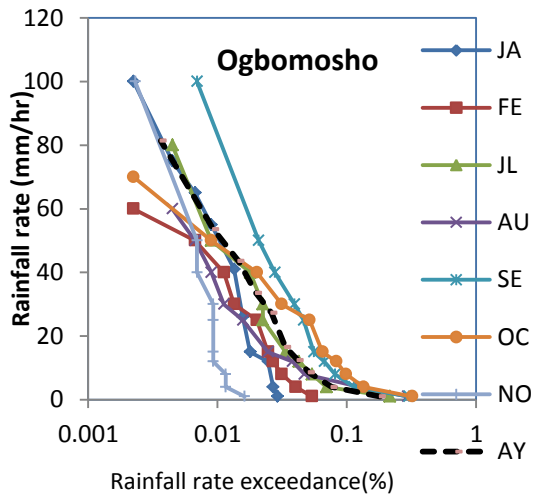 Ogbomosho
Rainfall rate (mm/hr)
120
100
80
60
40
20
0
0.001
0.01
0.1
1
Rainfall rate exceedance(%)
JA
FE
JL
AU
SE
OC
NO
AY